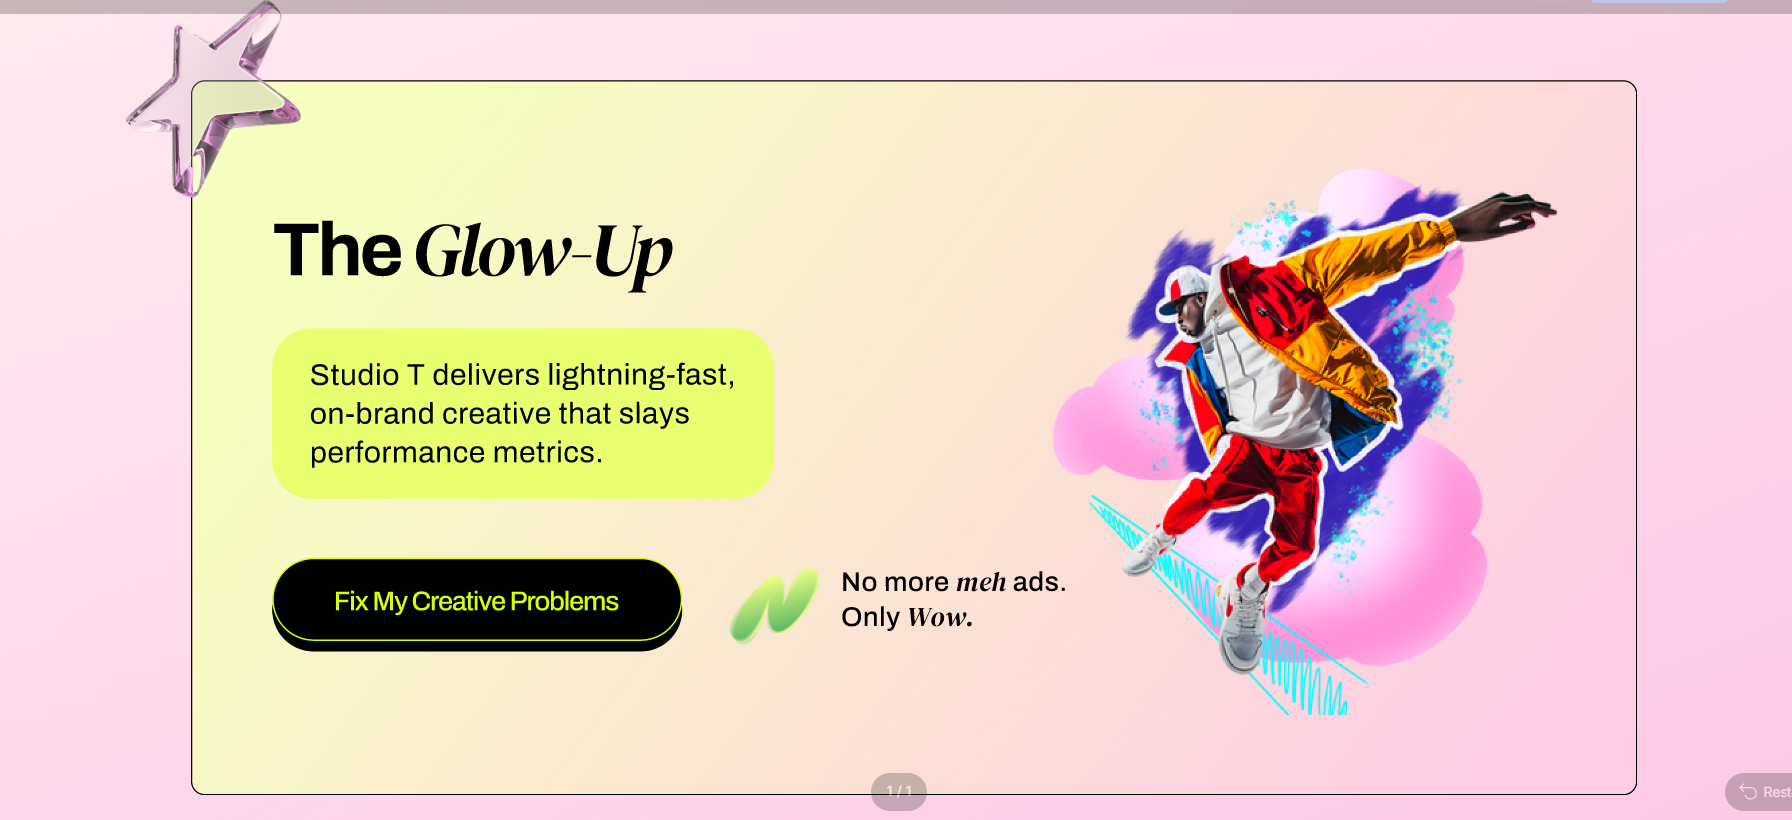 The Glow-Up
Studio T delivers lightning-fast,
on-brand creative that slays
performance metrics.
Fix My Creative Problems
No more meh ads.
Only Wow.
1 / 1